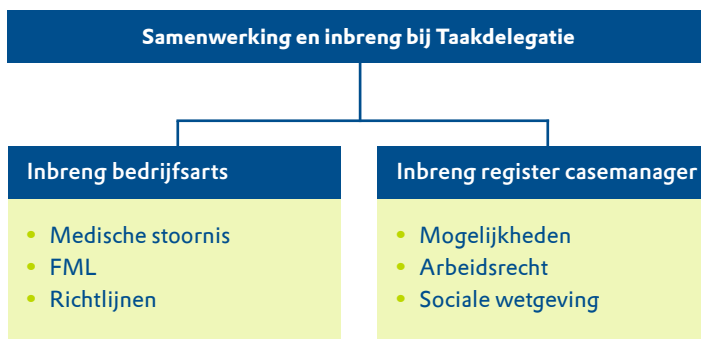 Samenwerking en inbreng bij Taakdelegatie
Inbreng bedrijfsarts
• Medische stoornis
• FML
• Richtlijnen
Inbreng register casemanager
• Mogelijkheden
• Arbeidsrecht
• Sociale wetgeving